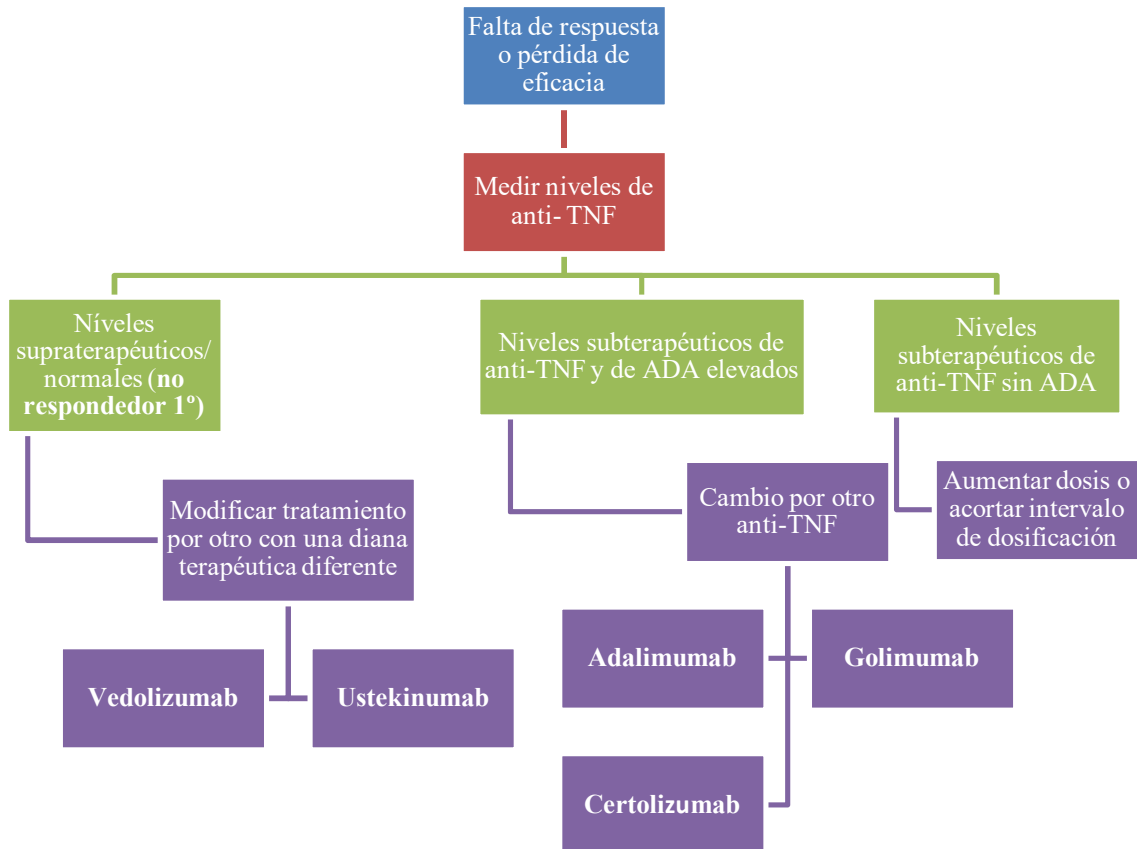 Falta de respuesta
o pérdida de
eficacia
Medir niveles de
anti- TNF
Níveles
supraterapéuticos/
normales (no
respondedor 1º)
Niveles subterapéuticos de
anti-TNF y de ADA elevados
Niveles
subterapéuticos de
anti-TNF sin ADA
Modificar tratamiento
por otro con una diana
terapéutica diferente
Cambio por otro
anti-TNF
Aumentar dosis o
acortar intervalo
de dosificación
Vedolizumab
Ustekinumab
Adalimumab
Golimumab
Certolizumab